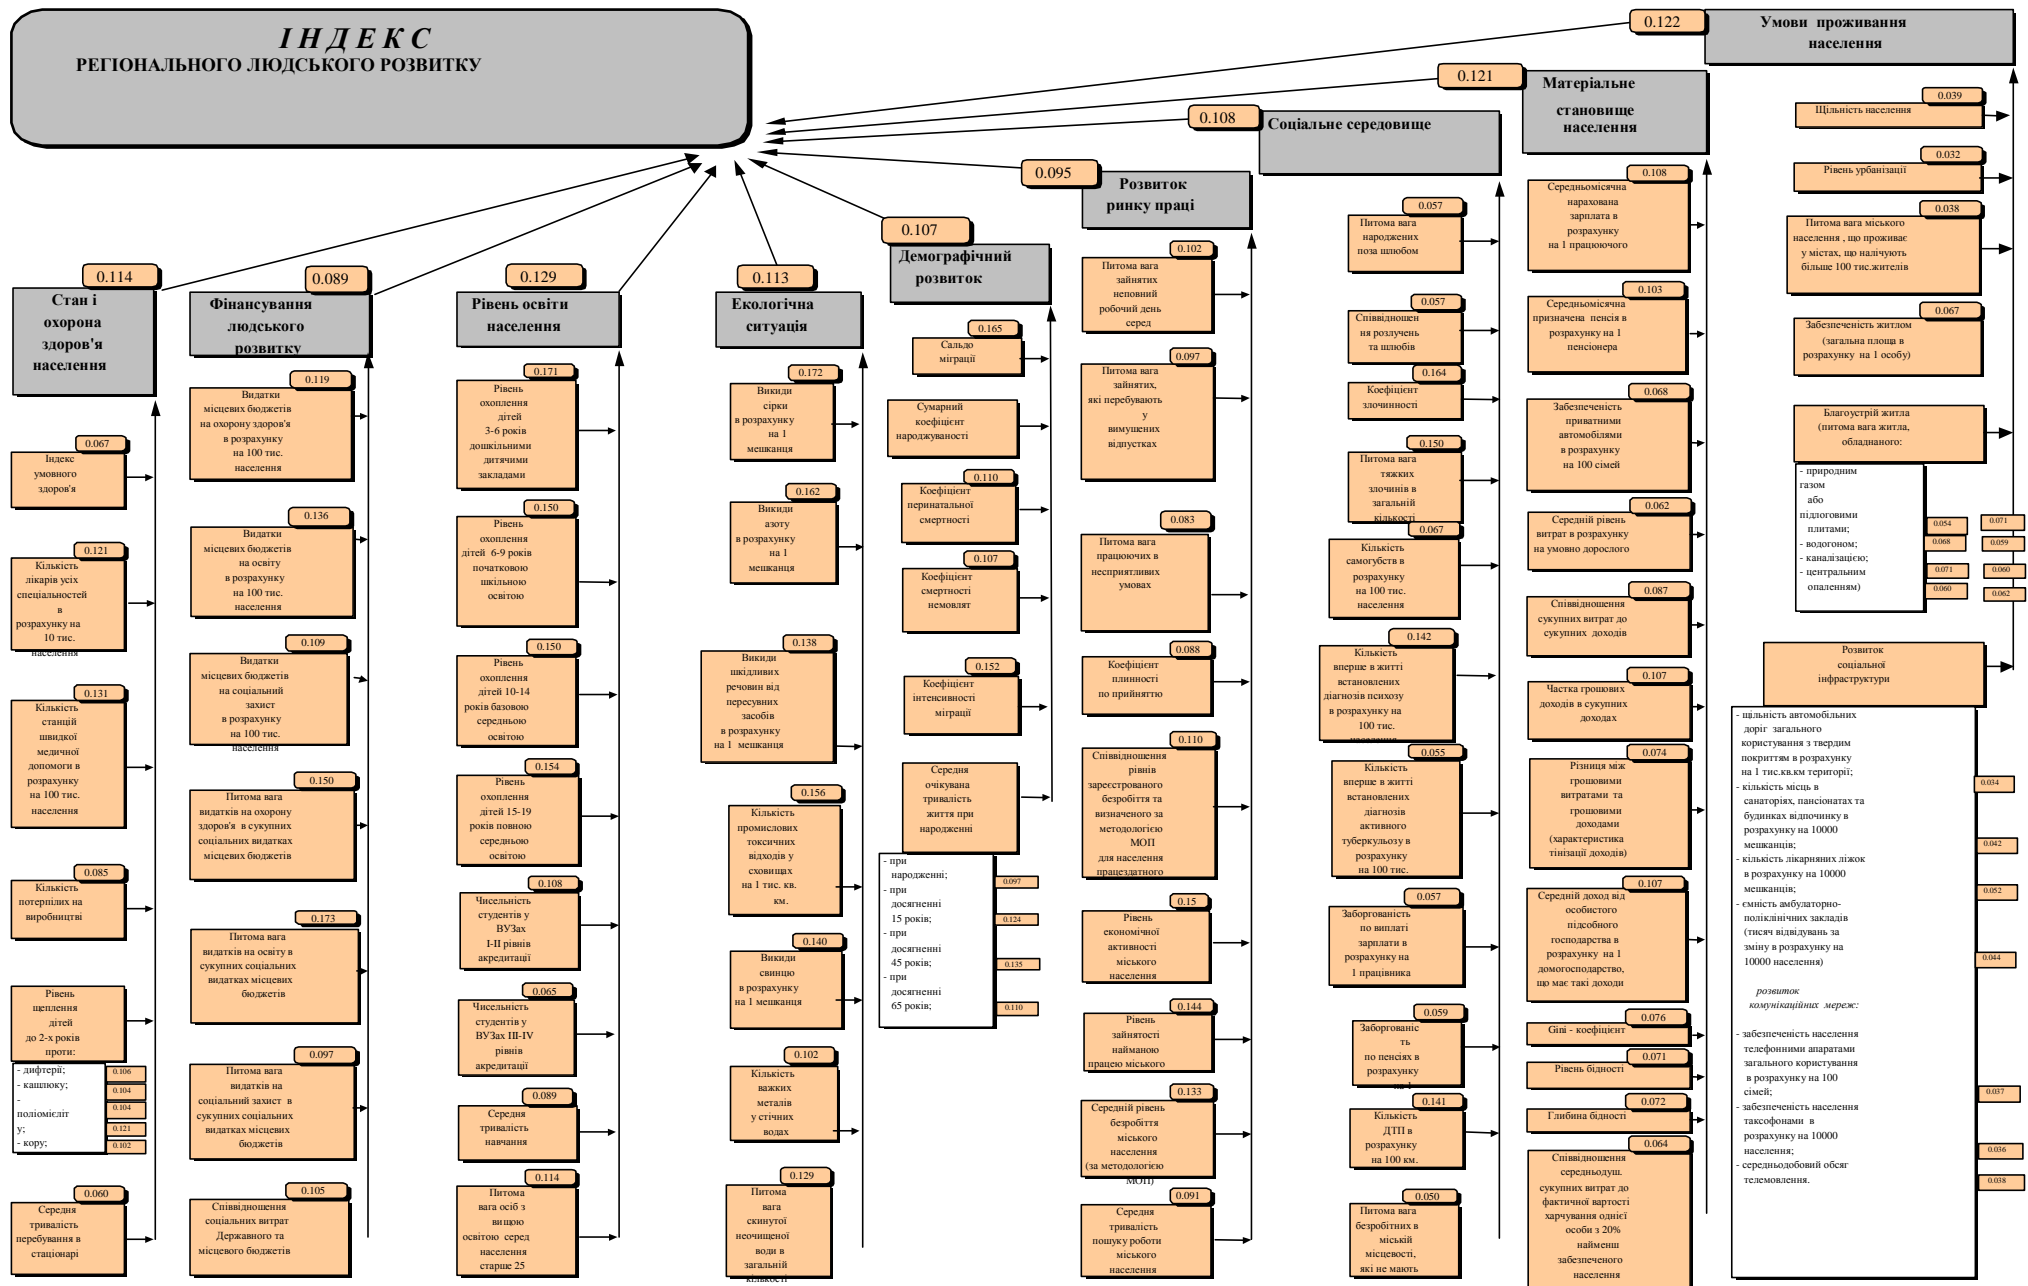 І Н Д Е К С
РЕГІОНАЛЬНОГО ЛЮДСЬКОГО РОЗВИТКУ
0.114
Стан і
охорона
здоров'я
населення
0.067
Індекс
умовного
здоров'я
0.121
Кількість
лікарів усіх
спеціальностей
в
розрахунку на
10 тис.
населення
0.131
Кількість
станцій
швидкої
медичної
допомоги в
розрахунку
на 100 тис.
населення
0.085
Кількість
потерпілих на
виробництві
Рівень
щеплення
дітей
до 2-х років
проти:
- дифтерії;
- кашлюку;
-
поліомієліт
у;
- кору;
0.106
0.104
0.104
0.121
0.102
0.060
Середня
тривалість
перебування в
стаціонарі
0.089
Фінансування
людського
розвитку
0.119
Видатки
місцевих бюджетів
на охорону здоров'я
в розрахунку
на 100 тис.
населення
0.136
Видатки
місцевих бюджетів
на освіту
в розрахунку
на 100 тис.
населення
0.109
Видатки
місцевих бюджетів
на соціальний
захист
в розрахунку
на 100 тис.
населення
0.150
Питома вага
видатків на охорону
здоров'я в сукупних
соціальних видатках
місцевих бюджетів
0.173
Питома вага
видатків на освіту в
сукупних соціальних
видатках місцевих
бюджетів
0.097
Питома вага
видатків на
соціальний захист в
сукупних соціальних
видатках місцевих
бюджетів
0.105
Співвідношення
соціальних витрат
Державного та
місцевого бюджетів
0.129
Рівень освіти
населення
0.171
Рівень
охоплення
дітей
3-6 років
дошкільними
дитячими
закладами
0.150
Рівень
охоплення
дітей 6-9 років
початковою
шкільною
освітою
0.150
Рівень
охоплення
дітей 10-14
років базовою
середньою
освітою
0.154
Рівень
охоплення
дітей 15-19
років повною
середньою
освітою
0.108
Чисельність
студентів у
ВУЗах
І-ІІ рівнів
акредитації
0.065
Чисельність
студентів у
ВУЗах ІІІ-ІV
рівнів
акредитації
0.089
Середня
тривалість
навчання
0.114
Питома
вага осіб з
вищою
освітою серед
населення
старше 25
0.113
Екологічна
ситуація
0.172
Викиди
сірки
в розрахунку
на 1
мешканця
0.162
Викиди
азоту
в розрахунку
на 1
мешканця
0.138
Викиди
шкідливих
речовин від
пересувних
засобів
в розрахунку
на 1 мешканця
0.156
Кількість
промислових
токсичних
відходів у
сховищах
на 1 тис. кв.
км.
0.140
Викиди
свинцю
в розрахунку
на 1 мешканця
0.102
Кількість
важких
металів
у стічних
водах
0.129
Питома
вага
скинутої
неочищеної
води в
загальній
кількості
0.107
Демографічний
розвиток
0.165
Сальдо
міграції
Сумарний
коефіцієнт
народжуваності
0.110
Коефіцієнт
перинатальної
смертності
0.107
Коефіцієнт
смертності
немовлят
0.152
Коефіцієнт
інтенсивності
міграції
Середня
очікувана
тривалість
життя при
народженні
- при
народженні;
- при
досягненні
15 років;
- при
досягненні
45 років;
- при
досягненні
65 років;
0.097
0.124
0.135
0.110
0.095
Розвиток
ринку праці
0.102
Питома вага
зайнятих
неповний
робочий день
серед
0.097
Питома вага
зайнятих,
які перебувають
у
вимушених
відпустках
0.083
Питома вага
працюючих в
несприятливих
умовах
0.088
Коефіцієнт
плинності
по прийняттю
0.110
Співвідношення
рівнів
зареєстрованого
безробіття та
визначеного за
методологією
МОП
для населення
працездатного
0.15
Рівень
економічної
активності
міського
населення
0.144
Рівень
зайнятості
найманою
працею міського
0.133
Середній рівень
безробіття
міського
населення
(за методологією
МОП)
0.091
Середня
тривалість
пошуку роботи
міського
населення
0.108
Соціальне середовище
0.057
Питома вага
народжених
поза шлюбом
0.057
Співвідношен
ня розлучень
та шлюбів
0.164
Коефіцієнт
злочинності
0.150
Питома вага
тяжких
злочинів в
загальній
кількості
0.067
Кількість
самогубств в
розрахунку
на 100 тис.
населення
0.142
Кількість
вперше в житті
встановлених
діагнозів психозу
в розрахунку на
100 тис.
населення
0.055
Кількість
вперше в житті
встановлених
діагнозів
активного
туберкульозу в
розрахунку
на 100 тис.
0.057
Заборгованість
по виплаті
зарплати в
розрахунку на
1 працівника
0.059
Заборгованіс
ть
по пенсіях в
розрахунку
на 1
0.141
Кількість
ДТП в
розрахунку
на 100 км.
0.050
Питома вага
безробітних в
міській
місцевості,
які не мають
0.121
Матеріальне
становище
населення
0.108
Середньомісячна
нарахована
зарплата в
розрахунку
на 1 працюючого
0.103
Середньомісячна
призначена пенсія в
розрахунку на 1
пенсіонера
0.068
Забезпеченість
приватними
автомобілями
в розрахунку
на 100 сімей
0.062
Середній рівень
витрат в розрахунку
на умовно дорослого
0.087
Співвідношення
сукупних витрат до
сукупних доходів
0.107
Частка грошових
доходів в сукупних
доходах
0.074
Різниця між
грошовими
витратами та
грошовими
доходами
(характеристика
тінізації доходів)
0.107
Середній доход від
особистого
підсобного
господарства в
розрахунку на 1
домогосподарство,
що має такі доходи
0.076
Gini - коефіцієнт
0.071
Рівень бідності
0.072
Глибина бідності
0.064
Співвідношення
середньодуш.
сукупних витрат до
фактичної вартості
харчування однієї
особи з 20%
найменш
забезпеченого
населення
0.122
Умови проживання
населення
0.039
Щільність населення
0.032
Рівень урбанізації
0.038
Питома вага міського
населення , що проживає
у містах, що налічують
більше 100 тис.жителів
0.067
Забезпеченість житлом
(загальна площа в
розрахунку на 1 особу)
Благоустрій житла
(питома вага житла,
обладнаного:
- природним
газом
або
підлоговими
плитами;
- водогоном;
- каналізацією;
- центральним
опаленням)
0.054
0.071
0.068
0.059
0.071
0.060
0.060
0.062
Розвиток
соціальної
інфраструктури
- щільність автомобільних
доріг загального
користування з твердим
покриттям в розрахунку
на 1 тис.кв.км території;
- кількість місць в
санаторіях, пансіонатах та
будинках відпочинку в
розрахунку на 10000
мешканців;
- кількість лікарняних ліжок
в розрахунку на 10000
мешканців;
- ємність амбулаторно-
поліклінічних закладів
(тисяч відвідувань за
зміну в розрахунку на
10000 населення)
розвиток
комунікаційних мереж:
- забезпеченість населення
телефонними апаратами
загального користування
в розрахунку на 100
сімей;
- забезпеченість населення
таксофонами в
розрахунку на 10000
населення;
- середньодобовий обсяг
телемовлення.
0.034
0.042
0.052
0.044
0.037
0.036
0.038